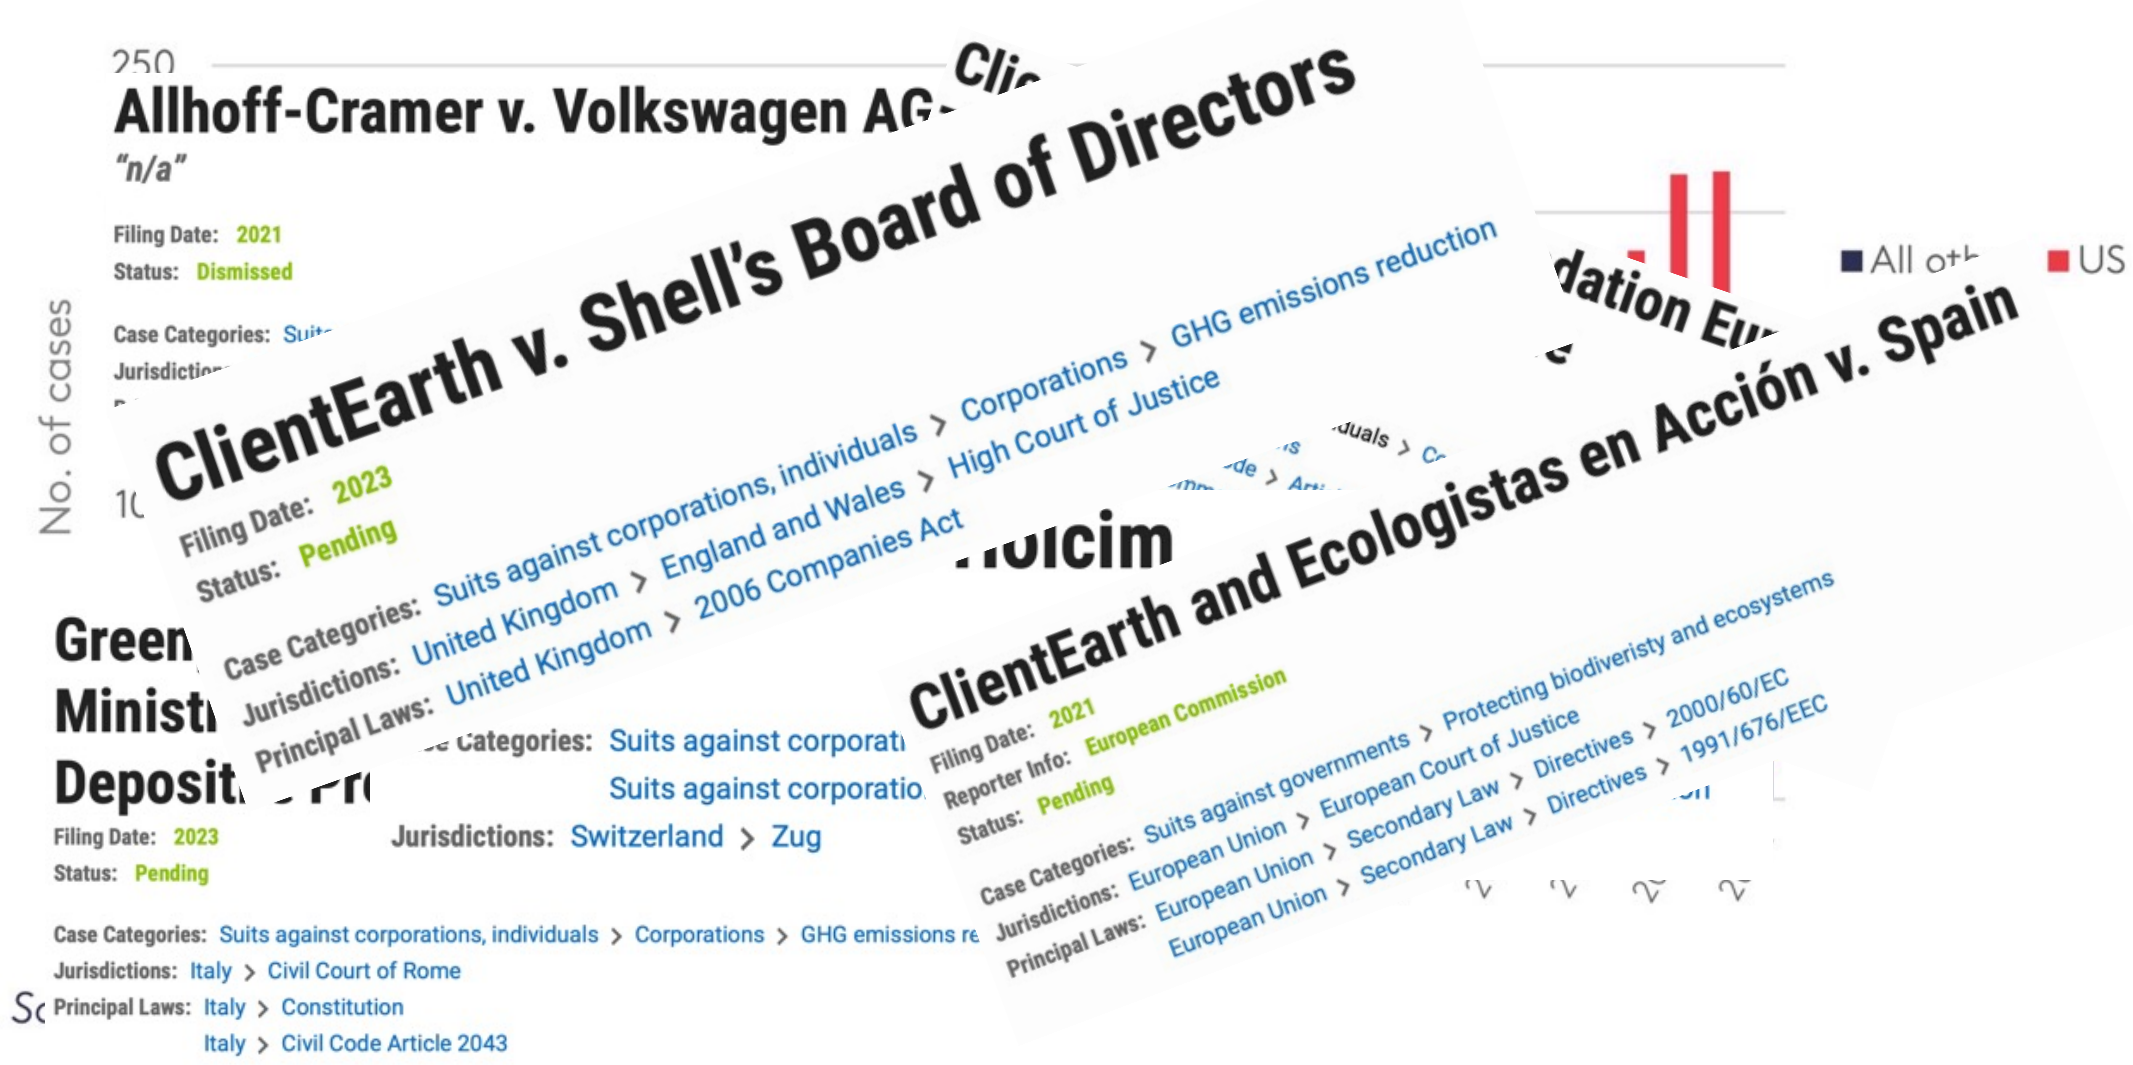 250
No. of cases
All
US
Allhoff-Cramer v. Volkswagen AG
“n/a”
Filing Date: 2021
Status: Dismissed
Case Categories:
ClientEarth v. Shell’s Board of Directors
Filing Date: 2023
Status: Pending
Case Categories: Suits against corporations, individuals > Corporations > GHG emissions reduction
Jurisdictions: United Kingdom > England and Wales > High Court of Justice
Principal Laws: United Kingdom > 2006 Companies Act
ClientEarth and Ecologistas en Acción v. Spain
Filing Date: 2021
Reporter Info: European Commission
Status: Pending
Case Categories: Suits against governments > Protecting biodiveristy and ecosystems
Jurisdictions: European Union > European Court of Justice
Principal Laws: European Union > Secondary Law > Directives > 2000/60/EC
European Union > Secondary Law > Directives > 1991/676/EEC
Categories: Suits against
Suits against
Jurisdictions: Switzerland > Zug
Filing Date: 2023
Status: Pending
Case Categories: Suits against corporations, individuals > Corporations > GHG emissions
Jurisdictions: Italy > Civil Court of Rome
Principal Laws: Italy > Constitution
Italy > Civil Code Article 2043